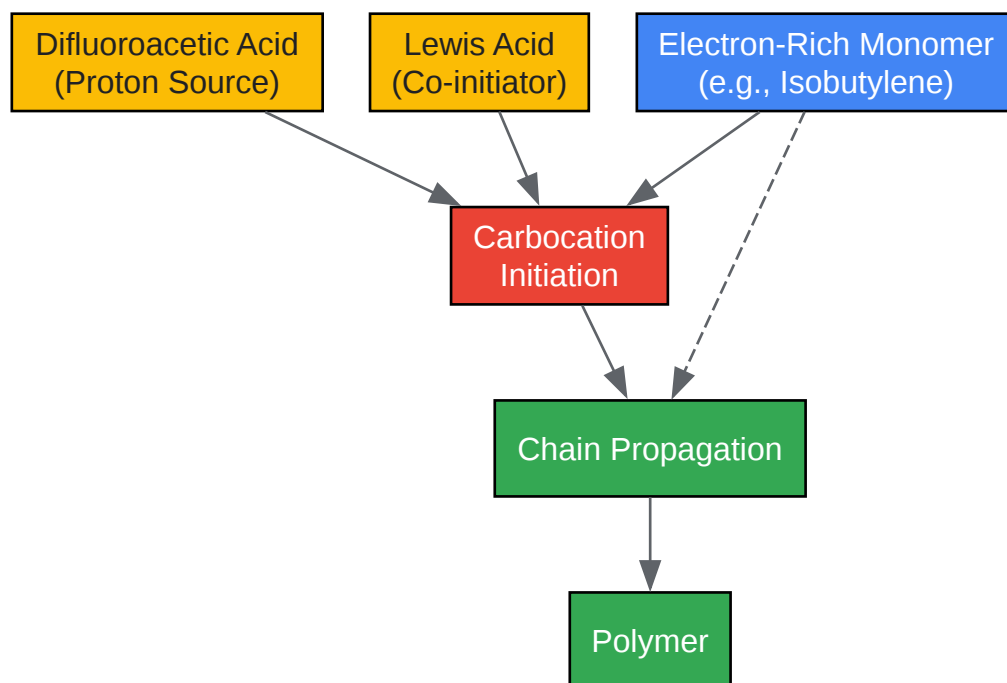 Difluoroacetic Acid
(Proton Source)
Lewis Acid
(Co-initiator)
Electron-Rich Monomer
(e.g., Isobutylene)
Carbocation
Initiation
Chain Propagation
Polymer